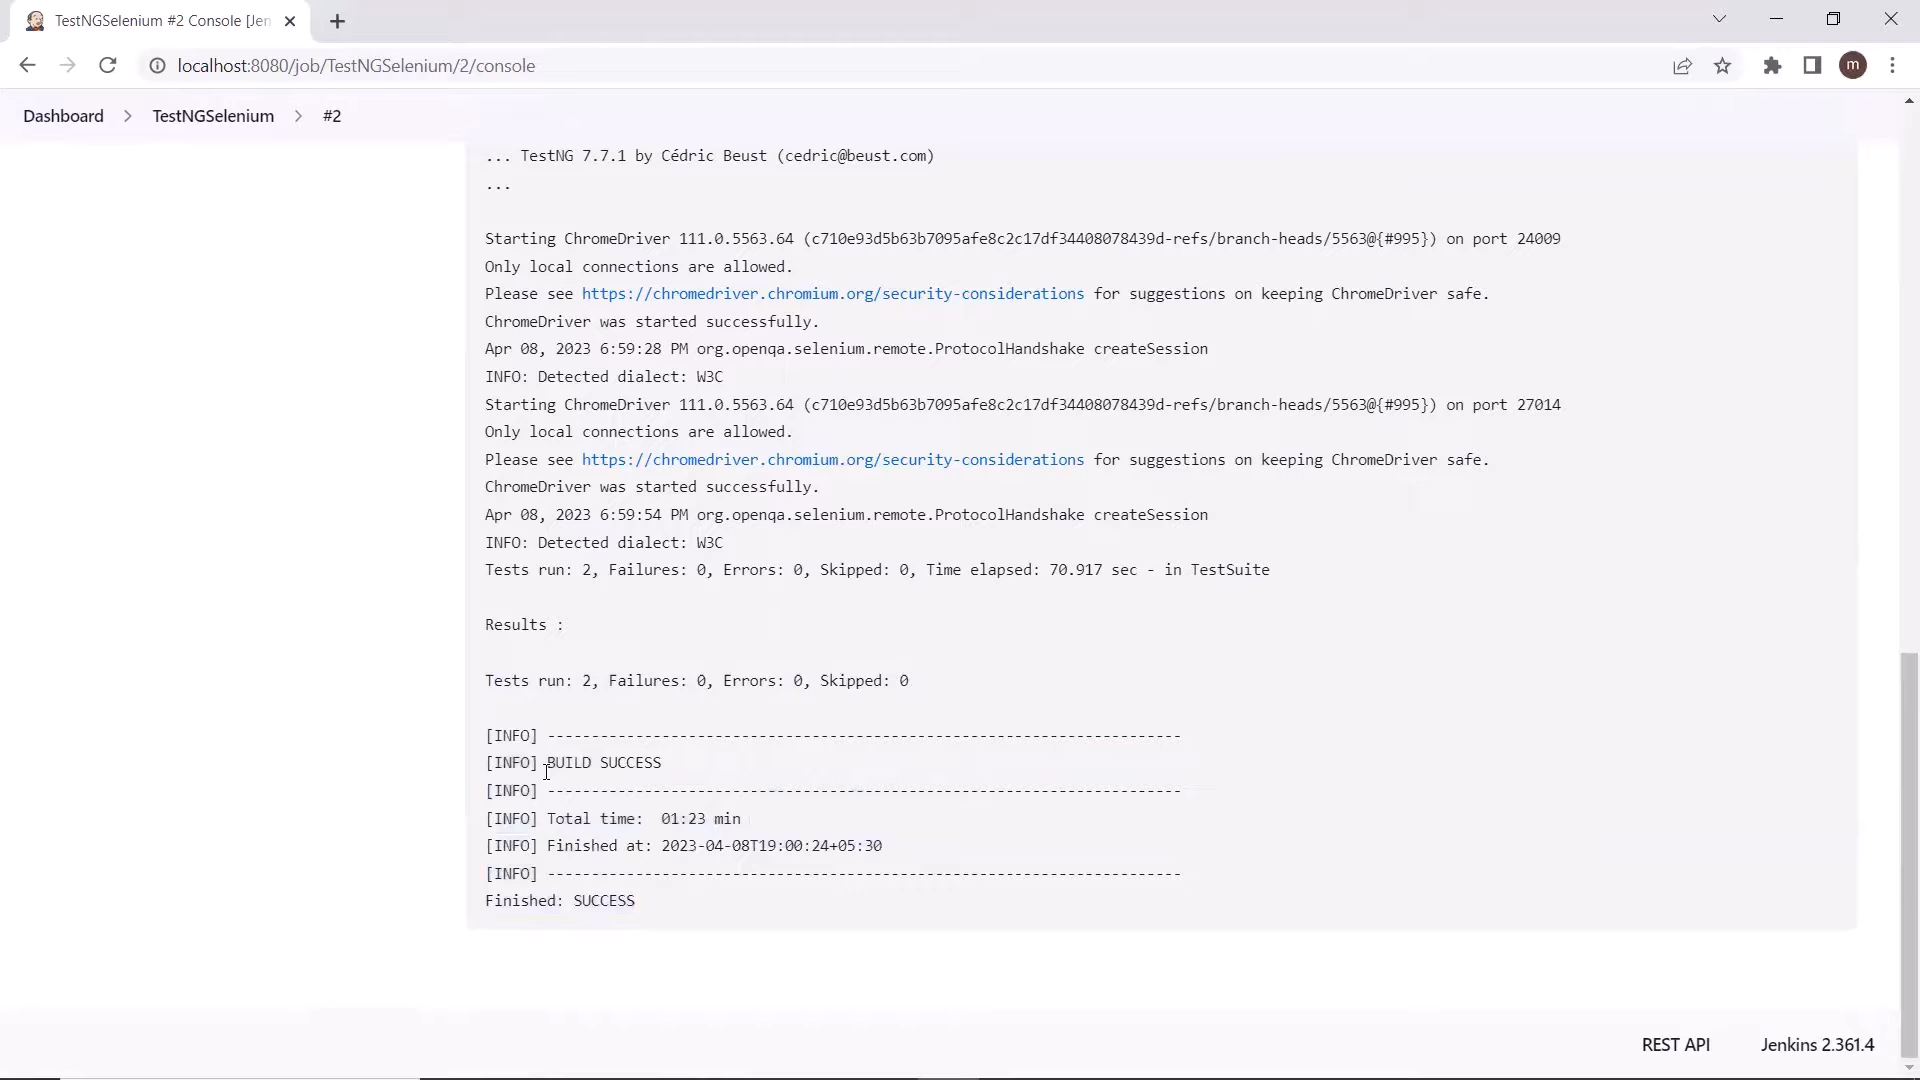 TestNGSelenium #2 Console [Jen
localhost:8080/job/TestNGSelenium/2/console
m
Dashboard > TestNGSelenium > #2
... TestNG 7.7.1 by Cédric Beust (cedric@beust.com)
...
Starting ChromeDriver 111.0.5563.64 (c710e93d5b63b7095afe8c2c17df34408078439d-refs/branch-heads/5563@{#995}) on port 24009
Only local connections are allowed.
Please see https://chromedriver.chromium.org/security-considerations for suggestions on keeping ChromeDriver safe.
ChromeDriver was started successfully.
Apr 08, 2023 6:59:28 PM org.openqa.selenium.remote.ProtocolHandshake createSession
INFO: Detected dialect: W3C
Starting ChromeDriver 111.0.5563.64 (c710e93d5b63b7095afe8c2c17df34408078439d-refs/branch-heads/5563@{#995}) on port 27014
Only local connections are allowed.
Please see https://chromedriver.chromium.org/security-considerations for suggestions on keeping ChromeDriver safe.
ChromeDriver was started successfully.
Apr 08, 2023 6:59:54 PM org.openqa.selenium.remote.ProtocolHandshake createSession
INFO: Detected dialect: W3C
Tests run: 2, Failures: 0, Errors: 0, Skipped: 0, Time elapsed: 70.917 sec - in TestSuite
Results :
Tests run: 2, Failures: 0, Errors: 0, Skipped: 0
[INFO] ------------------------------------------------------------------------
[INFO] BUILD SUCCESS
[INFO] ------------------------------------------------------------------------
[INFO] Total time:  01:23 min
[INFO] Finished at: 2023-04-08T19:00:24+05:30
[INFO] ------------------------------------------------------------------------
Finished: SUCCESS
REST API Jenkins 2.361.4